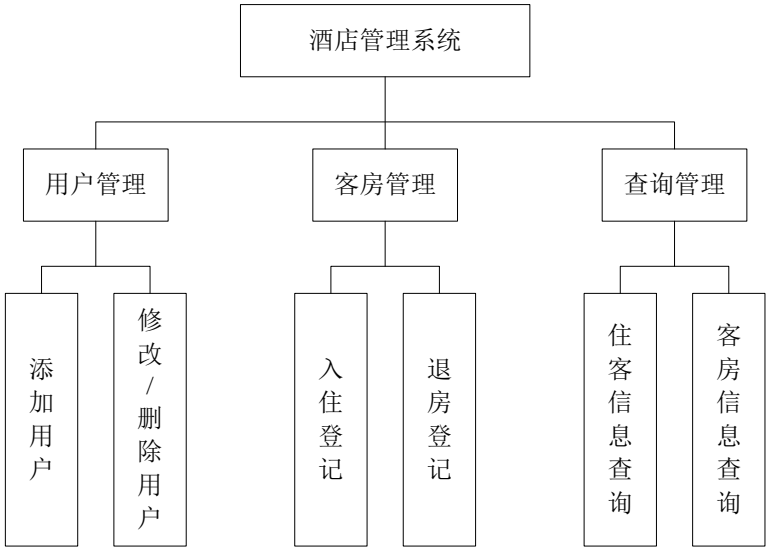 酒店管理系统
用户管理
客房管理
查询管理
添加用户
修改/删除用户
入住登记
退房登记
住客信息查询
客房信息查询